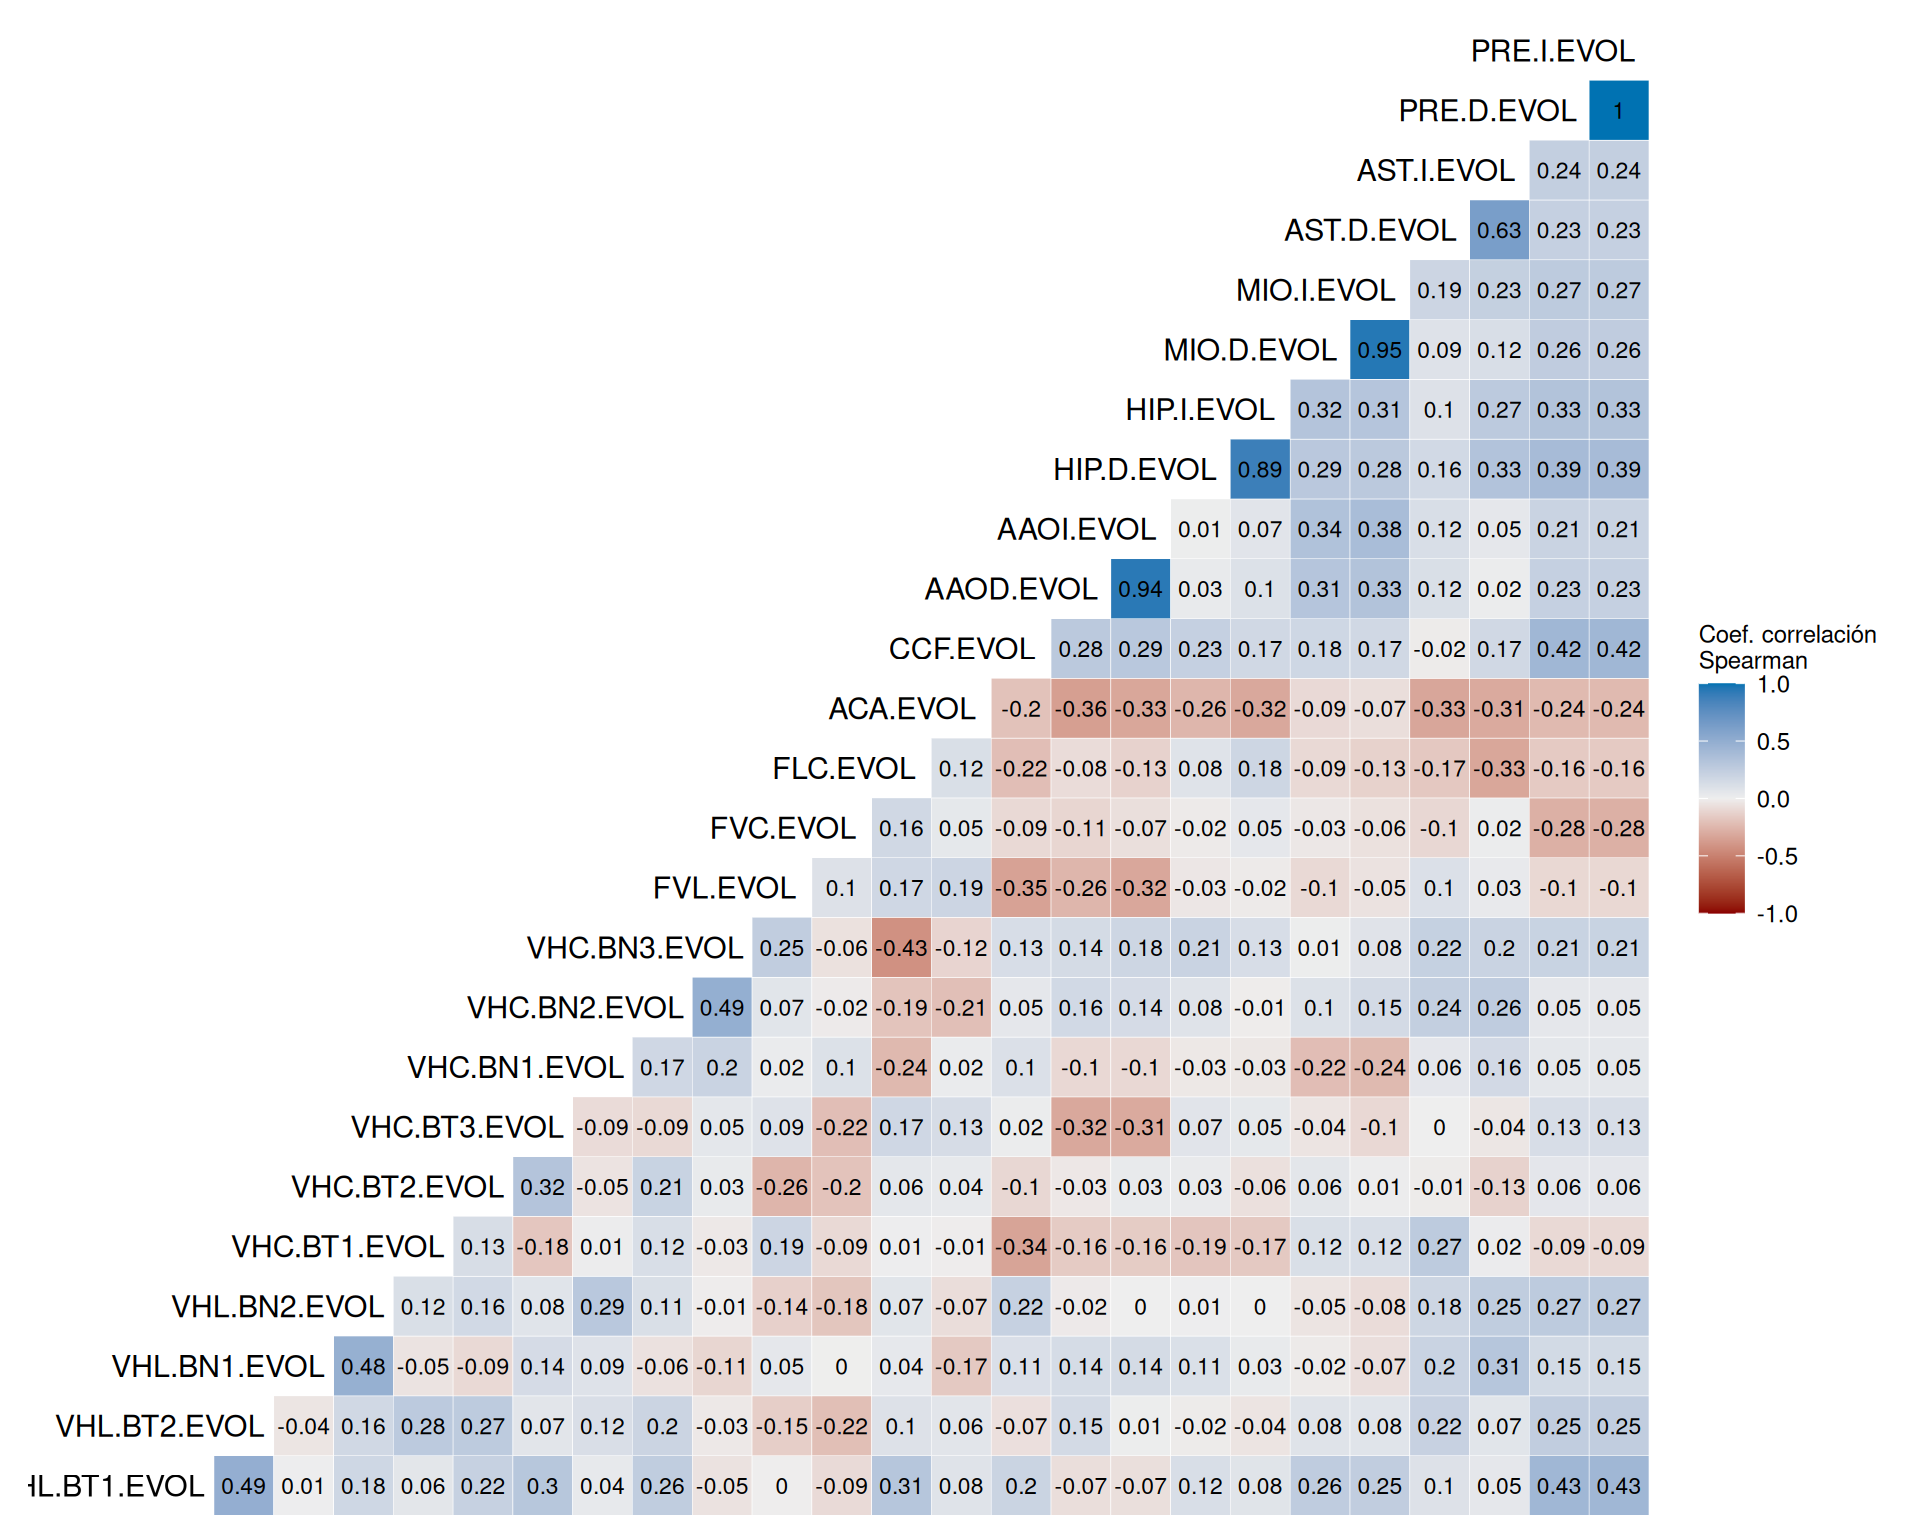 PRE.I.EVOL
PRE.D.EVOL 1
AST.I.EVOL 0.24 0.24
AST.D.EVOL 0.63 0.23 0.23
MIO.I.EVOL 0.19 0.23 0.27 0.27
MIO.D.EVOL 0.95 0.09 0.12 0.26 0.26
HIP.I.EVOL 0.32 0.31 0.1 0.27 0.33 0.33
HIP.D.EVOL 0.89 0.29 0.28 0.16 0.33 0.39 0.39
AAOI.EVOL 0.01 0.07 0.34 0.38 0.12 0.05 0.21 0.21
AAOD.EVOL 0.94 0.03 0.1 0.31 0.33 0.12 0.02 0.23 0.23
CCF.EVOL 0.28 0.29 0.23 0.17 0.18 0.17 -0.02 0.17 0.42 0.42
ACA.EVOL -0.2 -0.36 -0.33 -0.26 -0.32 -0.09 -0.07 -0.33 -0.31 -0.24 -0.24
FLC.EVOL 0.12 -0.22 -0.08 -0.13 0.08 0.18 -0.09 -0.13 -0.17 -0.33 -0.16 -0.16
FVC.EVOL 0.16 0.05 -0.09 -0.11 -0.07 -0.02 0.05 -0.03 -0.06 -0.1 0.02 -0.28 -0.28
FVL.EVOL 0.1 0.17 0.19 -0.35 -0.26 -0.32 -0.03 -0.02 -0.1 -0.05 0.1 0.03 -0.1 -0.1
VHC.BN3.EVOL 0.25 -0.06 -0.43 -0.12 0.13 0.14 0.18 0.21 0.13 0.01 0.08 0.22 0.2 0.21 0.21
VHC.BN2.EVOL 0.49 0.07 -0.02 -0.19 -0.21 0.05 0.16 0.14 0.08 -0.01 0.1 0.15 0.24 0.26 0.05 0.05
VHC.BN1.EVOL 0.17 0.2 0.02 0.1 -0.24 0.02 0.1 -0.1 -0.1 -0.03 -0.03 -0.22 -0.24 0.06 0.16 0.05 0.05
VHC.BT3.EVOL -0.09 -0.09 0.05 0.09 -0.22 0.17 0.13 0.02 -0.32 -0.31 0.07 0.05 -0.04 -0.1 0 -0.04 0.13 0.13
VHC.BT2.EVOL 0.32 -0.05 0.21 0.03 -0.26 -0.2 0.06 0.04 -0.1 -0.03 0.03 0.03 -0.06 0.06 0.01 -0.01 -0.13 0.06 0.06
VHC.BT1.EVOL 0.13 -0.18 0.01 0.12 -0.03 0.19 -0.09 0.01 -0.01 -0.34 -0.16 -0.16 -0.19 -0.17 0.12 0.12 0.27 0.02 -0.09 -0.09
VHL.BN2.EVOL 0.12 0.16 0.08 0.29 0.11 -0.01 -0.14 -0.18 0.07 -0.07 0.22 -0.02 0 0.01 0 -0.05 -0.08 0.18 0.25 0.27 0.27
VHL.BN1.EVOL 0.48 -0.05 -0.09 0.14 0.09 -0.06 -0.11 0.05 0 0.04 -0.17 0.11 0.14 0.14 0.11 0.03 -0.02 -0.07 0.2 0.31 0.15 0.15
VHL.BT2.EVOL -0.04 0.16 0.28 0.27 0.07 0.12 0.2 -0.03 -0.15 -0.22 0.1 0.06 -0.07 0.15 0.01 -0.02 -0.04 0.08 0.08 0.22 0.07 0.25 0.25
HL.BT1.EVOL 0.49 0.01 0.18 0.06 0.22 0.3 0.04 0.26 -0.05 0 -0.09 0.31 0.08 0.2 -0.07 -0.07 0.12 0.08 0.26 0.25 0.1 0.05 0.43 0.43
Coef. correlación
Spearman
1.0
0.5
0.0
-0.5
-1.0